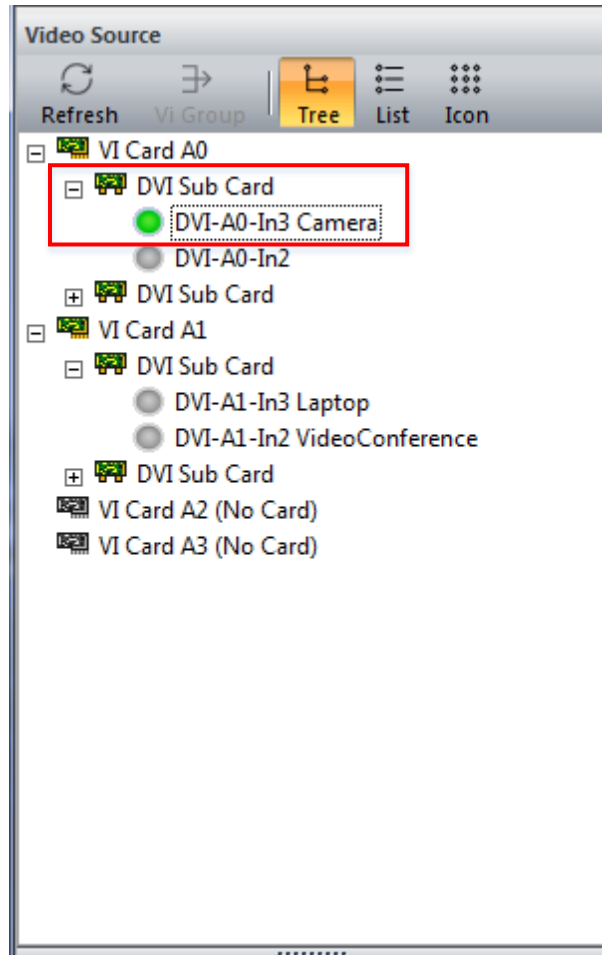 Video Source
Refresh Vi Group Tree List Icon
VI Card A0
DVI Sub Card
DVI-A0-In3 Camera
DVI-A0-In2
DVI Sub Card
VI Card A1
DVI Sub Card
DVI-A1-In3 Laptop
DVI-A1-In2 VideoConference
DVI Sub Card
VI Card A2 (No Card)
VI Card A3 (No Card)